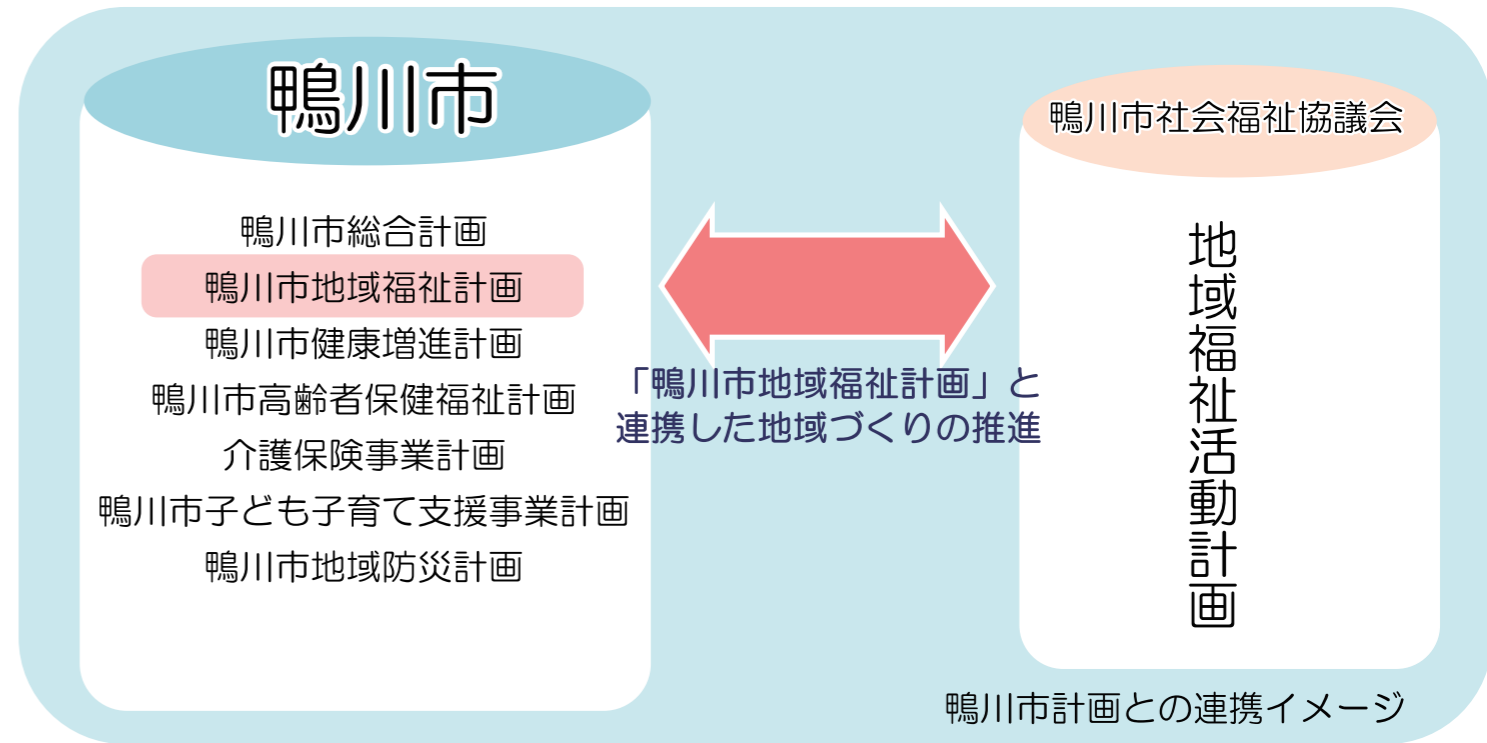 鴨川市
鴨川市総合計画
鴨川市地域福祉計画
鴨川市健康増進計画
鴨川市高齢者保健福祉計画
介護保険事業計画
鴨川市子ども子育て支援事業計画
鴨川市地域防災計画
「鴨川市地域福祉計画」と
連携した地域づくりの推進
鴨川市社会福祉協議会
地域福祉活動計画
鴨川市計画との連携イメージ